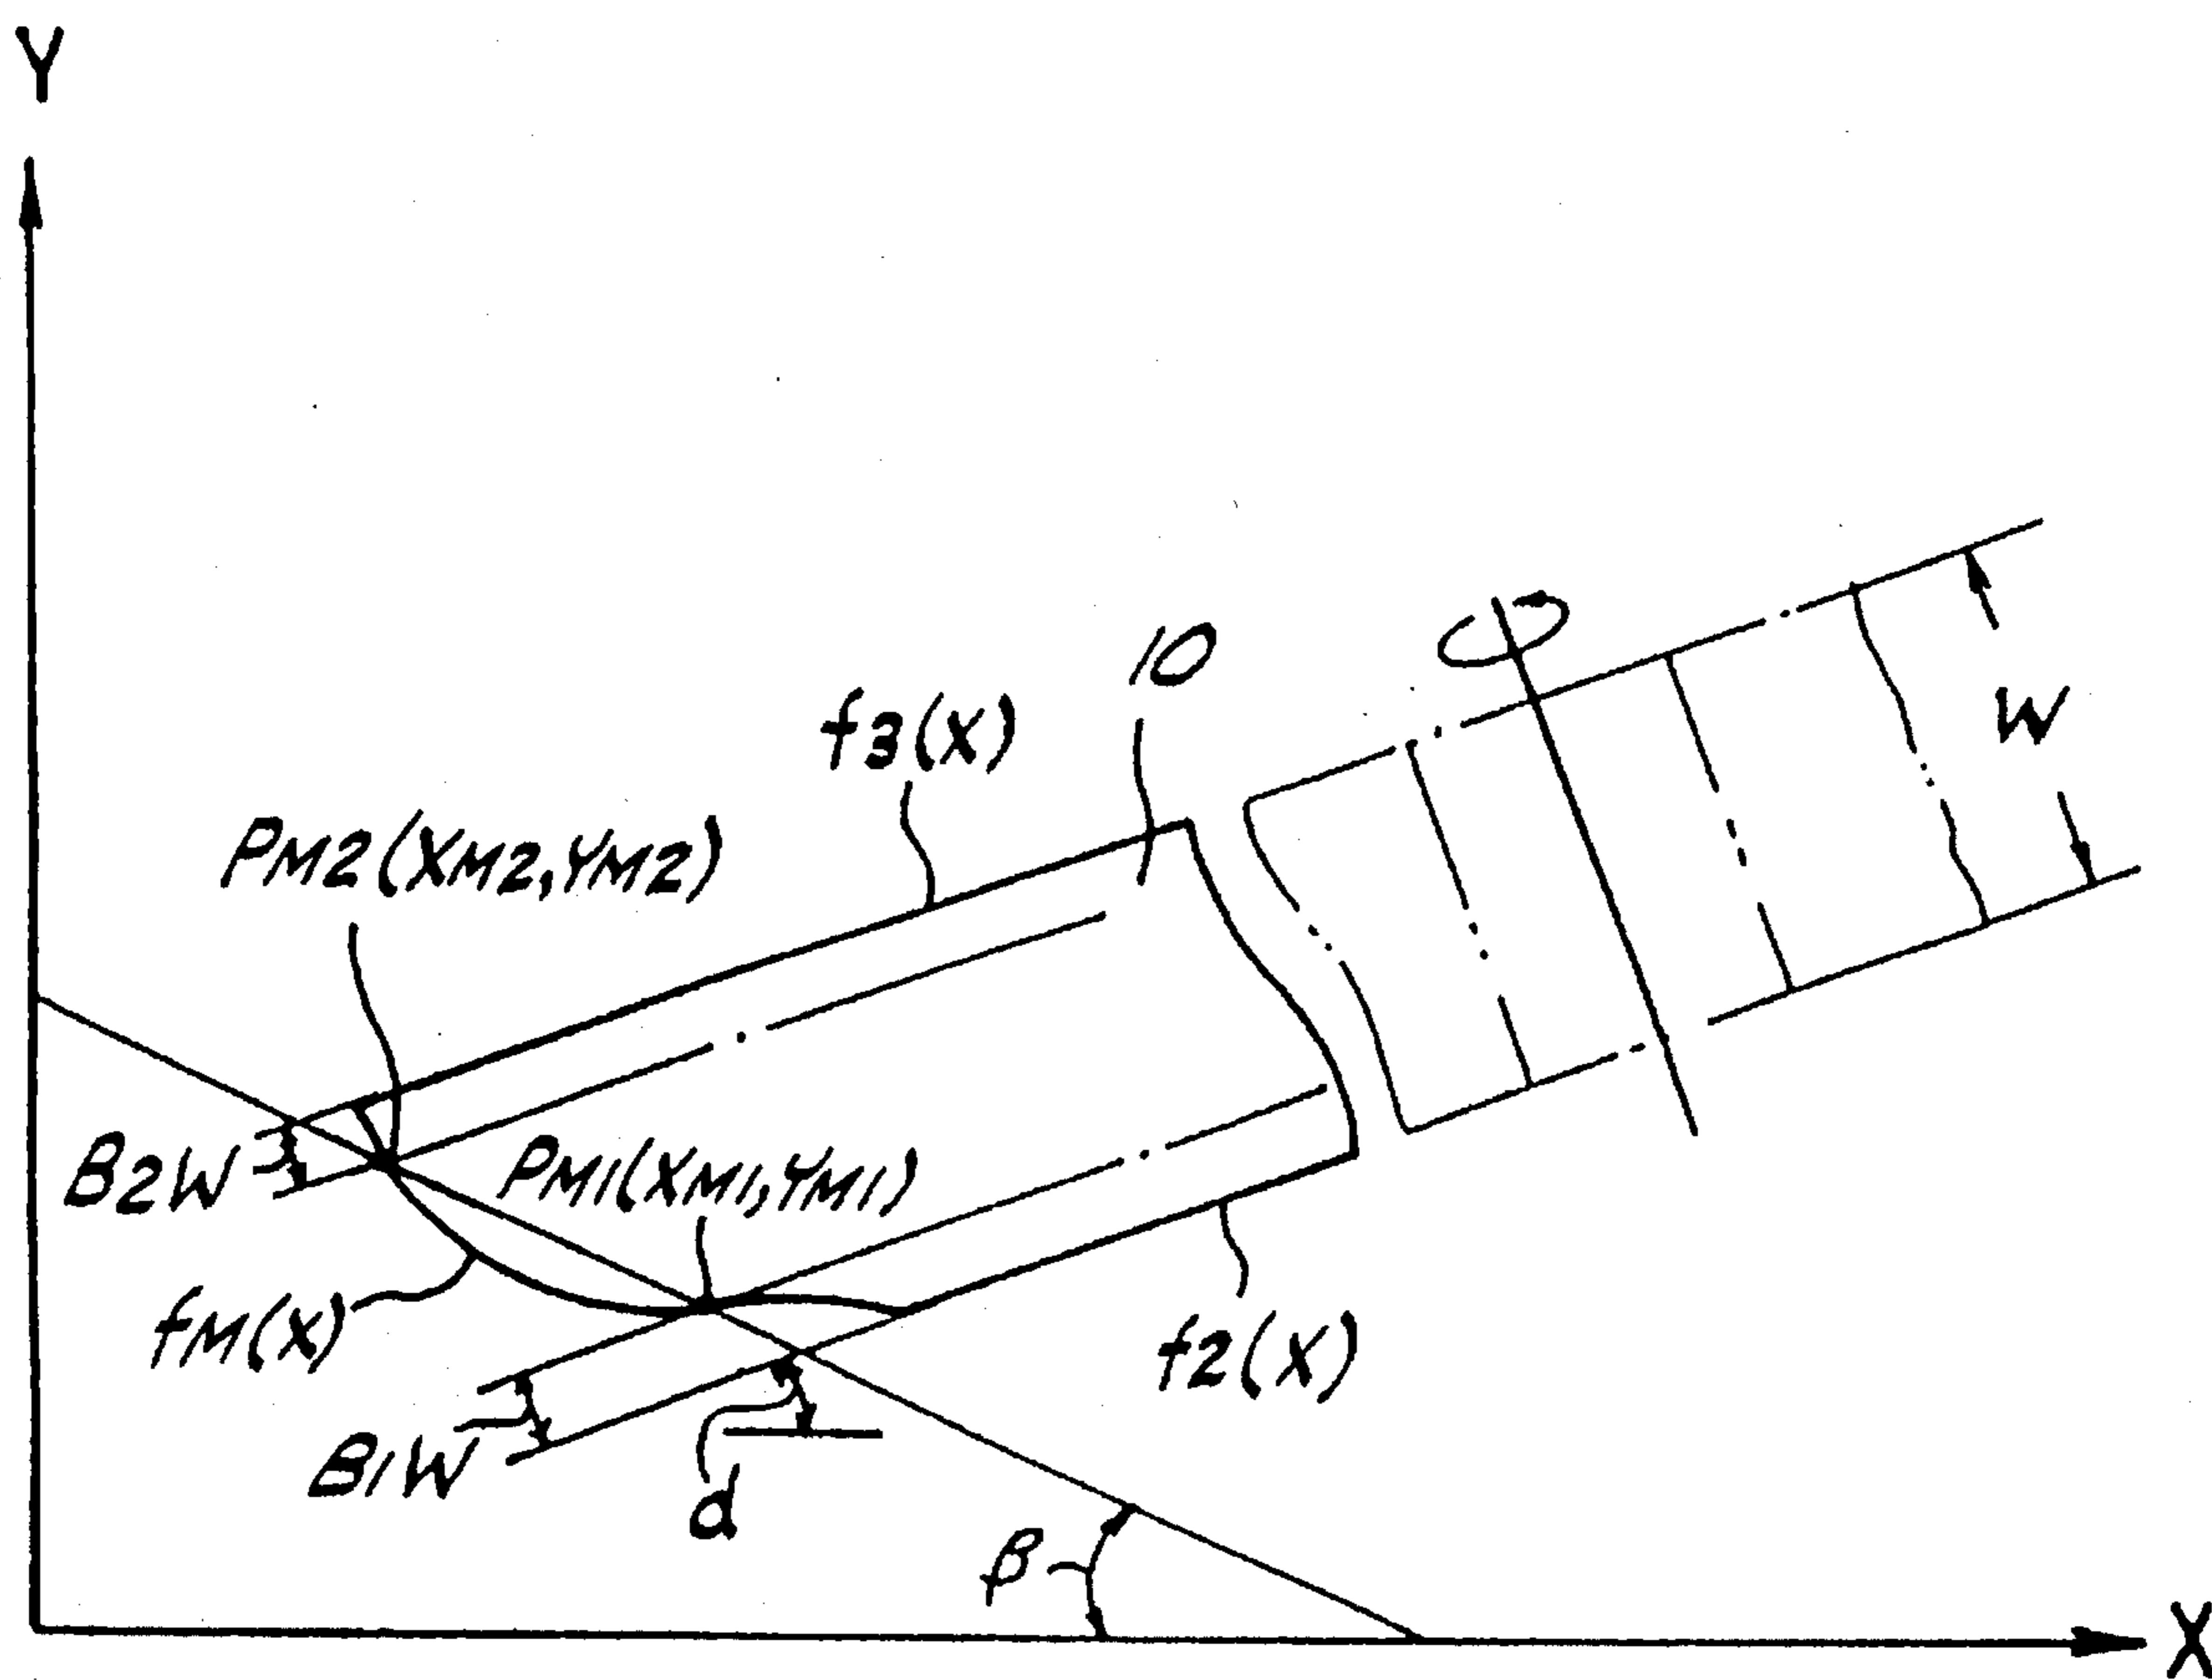 Y
10
f3(X)
W
PM2(XM2,YM2)
B2W
PM1(XM1,YM1)
fM(X)
f2(X)
B1W
d
β
X